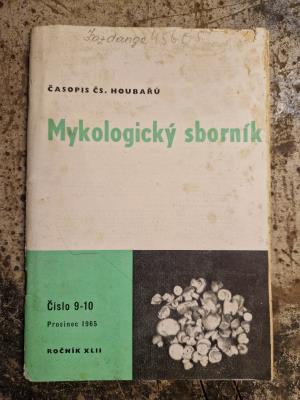 ČASOPIS ČS. HOUBAŘŮ
Mykologický sborník
Číslo 9-10
Prosinec 1965
ROČNÍK XLII